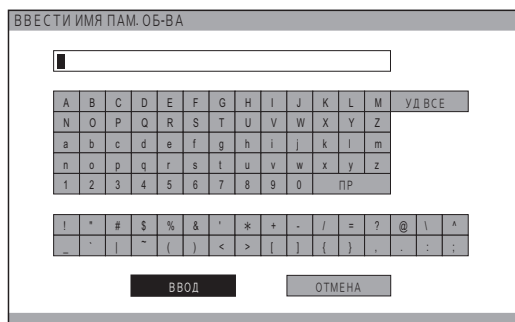 ВВЕСТИ ИМЯ ПАМ. ОБ-ВА
A B C D E F G H I J K L M УД ВСЕ
N O P Q R S T U V W X Y Z
a b c d e f g h i j k l m
n o p q r s t u v w x y z
1 2 3 4 5 6 7 8 9 0 ПР
! " # $ % & ' * + - / = ? @ \ ^
_ ` | ~ ( ) < > [ ] { } , . : ;
ВВОД ОТМЕНА